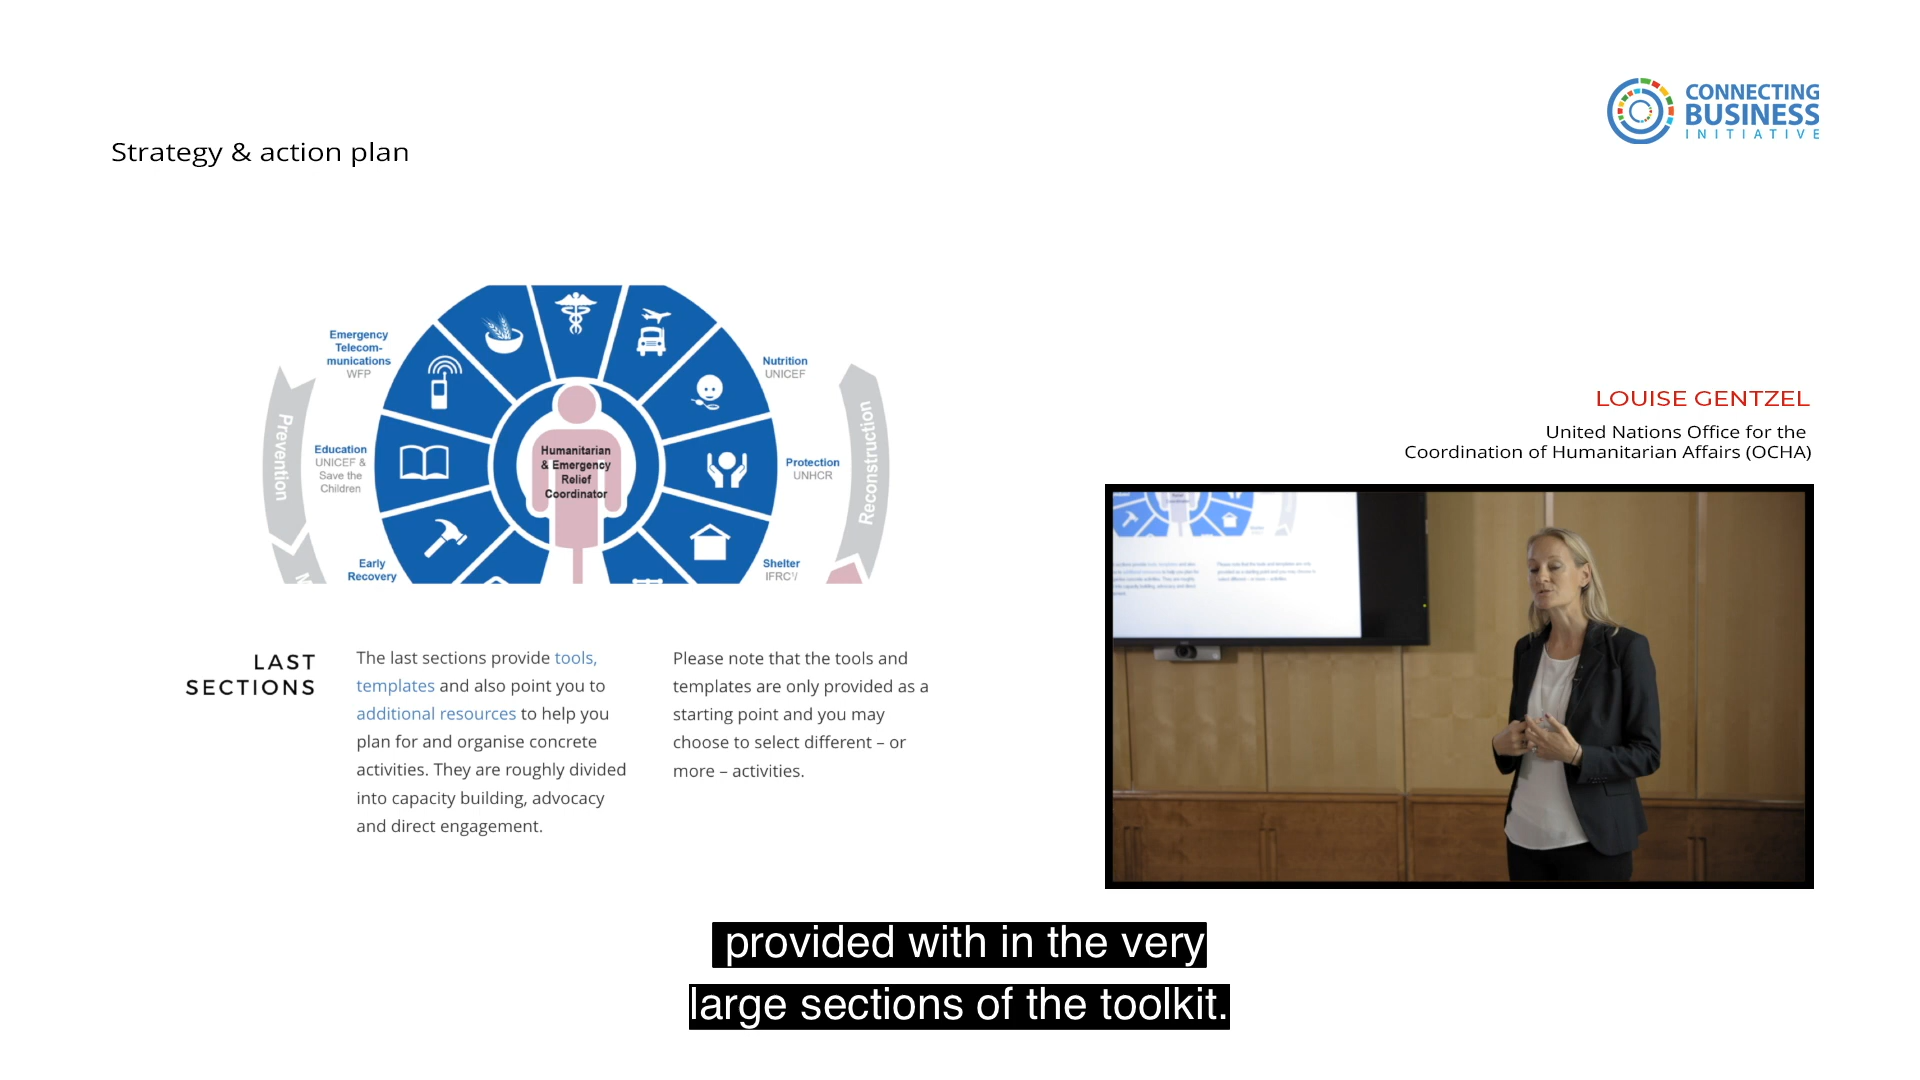 CONNECTING
BUSINESS
INITIATIVE
Strategy & action plan
Emergency
Telecom-
munications
WFP
Nutrition
UNICEF
Prevention
Education
UNICEF &
Save the
Children
Humanitarian
& Emergency
Relief
Coordinator
Protection
UNHCR
Reconstruction
Early
Recovery
Shelter
IFRC
LOUISE GENTZEL
United Nations Office for the
Coordination of Humanitarian Affairs (OCHA)
LAST
SECTIONS
The last sections provide tools,
templates and also point you to
additional resources to help you
plan for and organise concrete
activities. They are roughly divided
into capacity building, advocacy
and direct engagement.
Please note that the tools and
templates are only provided as a
starting point and you may
choose to select different – or
more – activities.
provided with in the very
large sections of the toolkit.